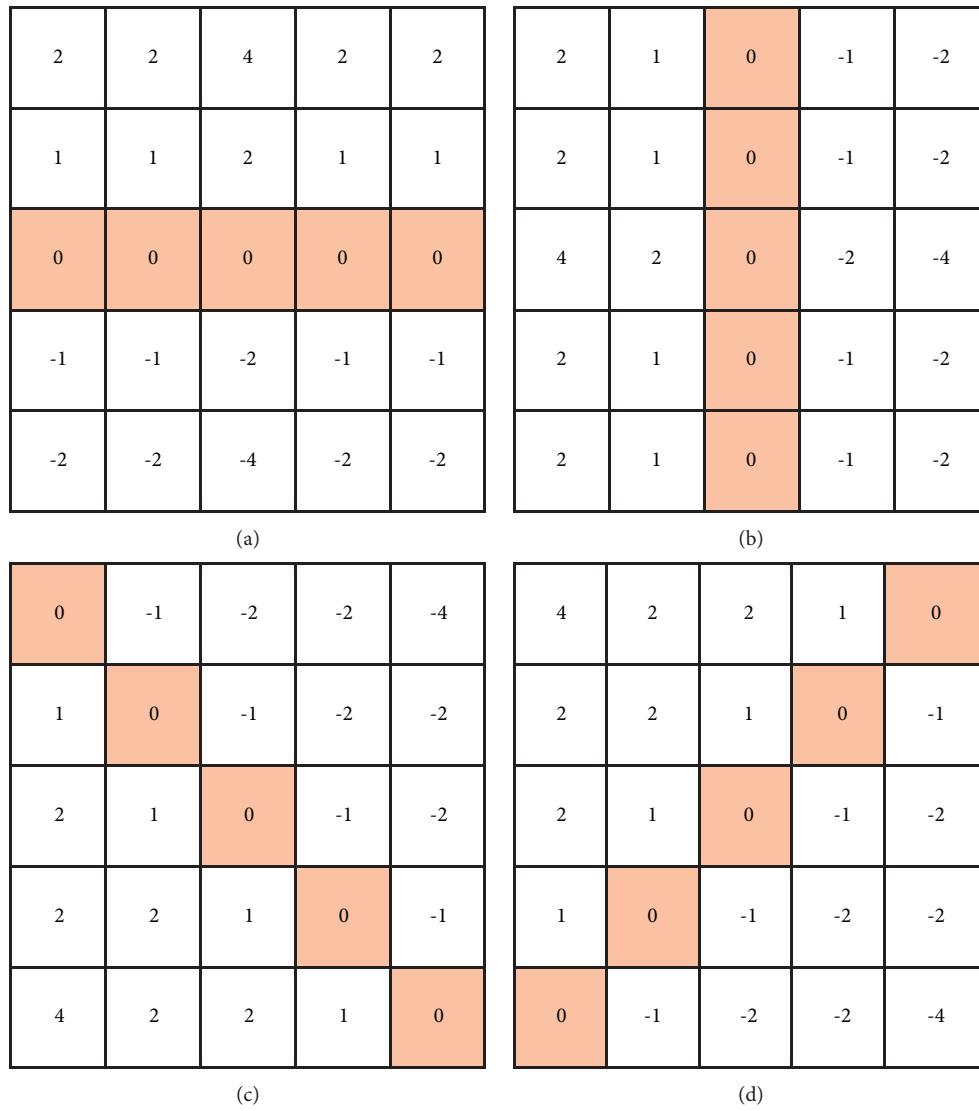 2 2 4 2 2
1 1 2 1 1
0 0 0 0 0
-1 -1 -2 -1 -1
-2 -2 -4 -2 -2
(a)
2 1 0 -1 -2
2 1 0 -1 -2
4 2 0 -2 -4
2 1 0 -1 -2
2 1 0 -1 -2
(b)
0 -1 -2 -2 -4
1 0 -1 -2 -2
2 1 0 -1 -2
2 2 1 0 -1
4 2 2 1 0
(c)
4 2 2 1 0
2 2 1 0 -1
2 1 0 -1 -2
1 0 -1 -2 -2
0 -1 -2 -2 -4
(d)